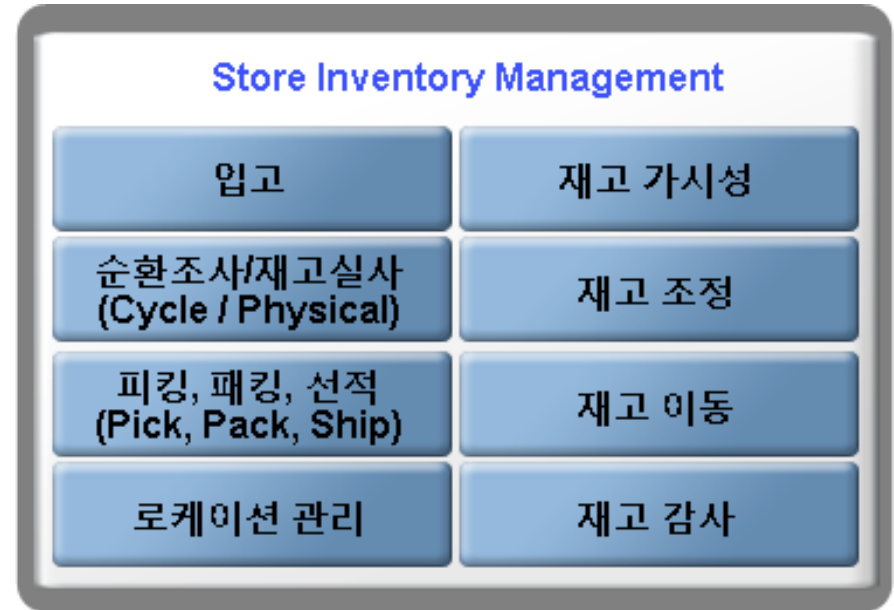 Store Inventory Management
입고
재고 가시성
순환조사/재고실사
(Cycle / Physical)
재고 조정
피킹, 패킹, 선적
(Pick, Pack, Ship)
재고 이동
로케이션 관리
재고 감사